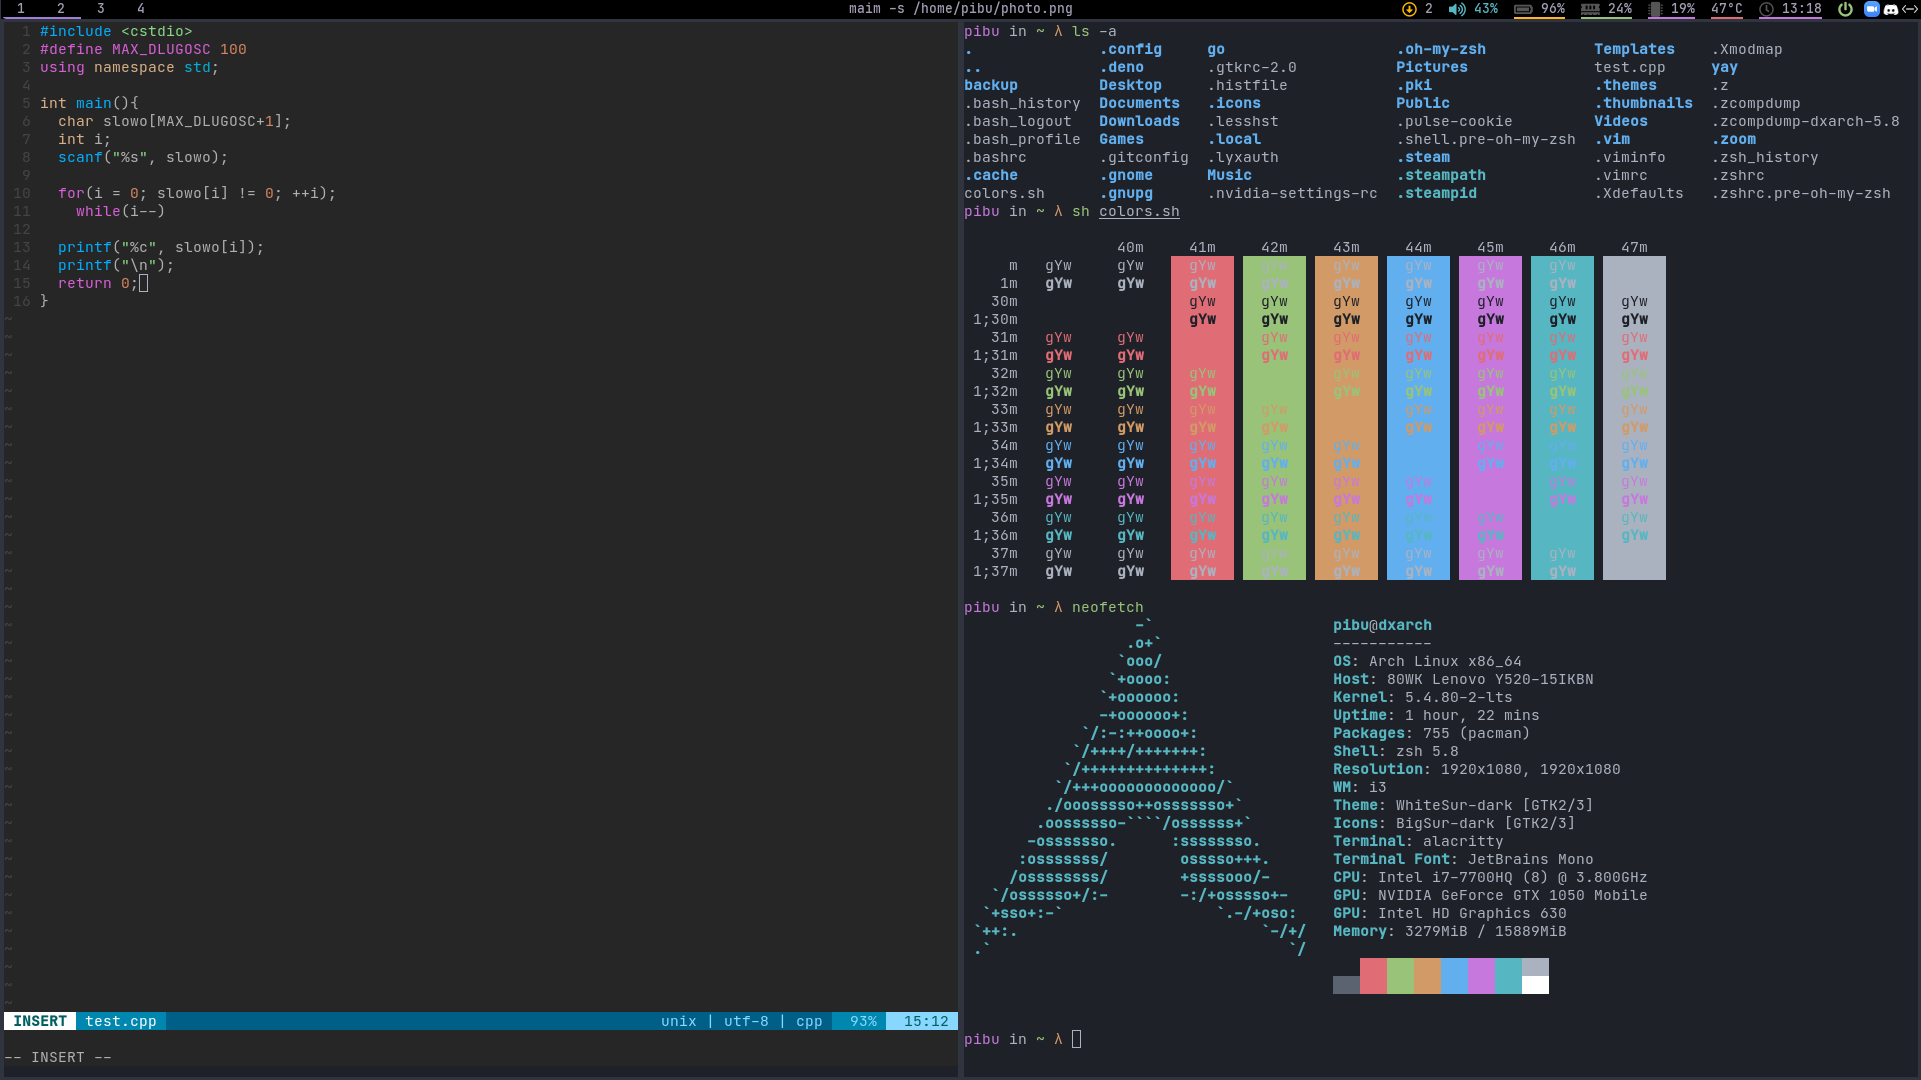 1 2 3 4 maim -s /home/pibu/photo.png 2 43% 96% 24% 19% 47°C 13:18
1 #include <cstdio>
2 #define MAX_DLUGOSC 100
3 using namespace std;
4
5 int main(){
6   char slowo[MAX_DLUGOSC+1];
7   int i;
8   scanf("%s", slowo);
9
10   for(i = 0; slowo[i] != 0; ++i);
11     while(i--)
12
13   printf("%c", slowo[i]);
14   printf("\n");
15   return 0;
16 }
INSERT test.cpp unix | utf-8 | cpp 93% 15:12
-- INSERT --
pibu in ~ λ ls -a
. .config go .oh-my-zsh Templates .Xmodmap
.. .deno .gtkrc-2.0 Pictures test.cpp yay
backup Desktop .histfile .pki .themes .z
.bash_history Documents .icons Public .thumbnails .zcompdump
.bash_logout Downloads .lesshst .pulse-cookie Videos .zcompdump-dxarch-5.8
.bash_profile Games .local .shell.pre-oh-my-zsh .vim .zoom
.bashrc .gitconfig .lyxauth .steam .viminfo .zsh_history
.cache .gnome Music .steampath .vimrc .zshrc
colors.sh .gnupg .nvidia-settings-rc .steampid .Xdefaults .zshrc.pre-oh-my-zsh
pibu in ~ λ sh colors.sh
40m 41m 42m 43m 44m 45m 46m 47m
m gYw gYw gYw gYw gYw gYw gYw gYw
1m gYw gYw gYw gYw gYw gYw gYw gYw
30m gYw gYw gYw gYw gYw gYw gYw
1;30m gYw gYw gYw gYw gYw gYw gYw
31m gYw gYw gYw gYw gYw gYw gYw gYw
1;31m gYw gYw gYw gYw gYw gYw gYw gYw
32m gYw gYw gYw gYw gYw gYw gYw gYw
1;32m gYw gYw gYw gYw gYw gYw gYw gYw
33m gYw gYw gYw gYw gYw gYw gYw gYw
1;33m gYw gYw gYw gYw gYw gYw gYw gYw
34m gYw gYw gYw gYw gYw gYw gYw gYw
1;34m gYw gYw gYw gYw gYw gYw gYw gYw
35m gYw gYw gYw gYw gYw gYw gYw gYw
1;35m gYw gYw gYw gYw gYw gYw gYw gYw
36m gYw gYw gYw gYw gYw gYw gYw gYw
1;36m gYw gYw gYw gYw gYw gYw gYw gYw
37m gYw gYw gYw gYw gYw gYw gYw gYw
1;37m gYw gYw gYw gYw gYw gYw gYw gYw
pibu in ~ λ neofetch
-`
.o+`
`ooo/
`+oooo:
`+oooooo:
-+oooooo+:
`/:-:++oooo+:
`/++++/+++++++:
`/++++++++++++++:
`/+++ooooooooooooo/`
./ooosssso++osssssso+`
.oossssso-````/ossssss+`
-osssssso. :ssssssso.
:osssssss/ osssso+++.
/ossssssss/ +ssssooo/-
`/ossssso+/:- -:/+osssso+-
`+sso+:-` `.-/+oso:
`++:. `-/+/
.` `/
pibu@dxarch
-----------
OS: Arch Linux x86_64
Host: 80WK Lenovo Y520-15IKBN
Kernel: 5.4.80-2-lts
Uptime: 1 hour, 22 mins
Packages: 755 (pacman)
Shell: zsh 5.8
Resolution: 1920x1080, 1920x1080
WM: i3
Theme: WhiteSur-dark [GTK2/3]
Icons: BigSur-dark [GTK2/3]
Terminal: alacritty
Terminal Font: JetBrains Mono
CPU: Intel i7-7700HQ (8) @ 3.800GHz
GPU: NVIDIA GeForce GTX 1050 Mobile
GPU: Intel HD Graphics 630
Memory: 3279MiB / 15889MiB
pibu in ~ λ